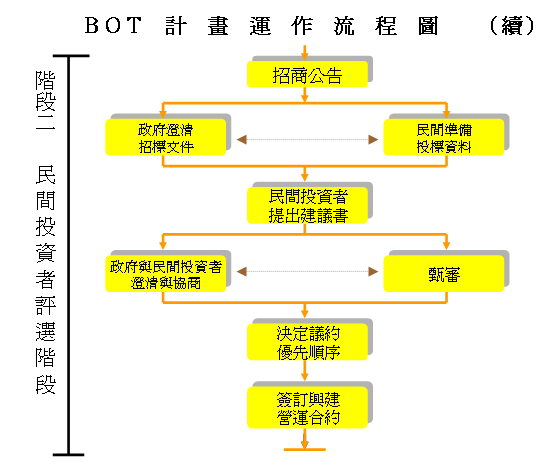 BOT計畫運作流程圖 （續）
階段二 民間投資者評選階段
招商公告
政府澄清
招標文件
民間準備
投標資料
民間投資者
提出建議書
政府與民間投資者
澄清與協商
甄審
決定議約
優先順序
簽訂興建
營運合約